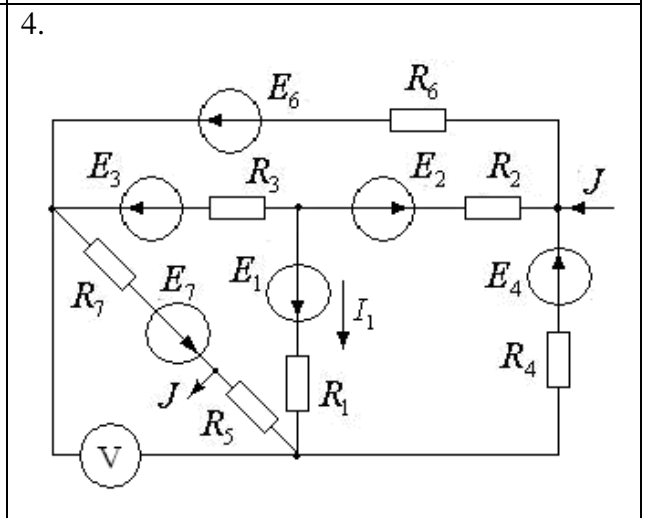 4.
E₆
R₆
E₃
R₃
E₂
R₂
J
R₇
E₇
E₁
I₁
E₄
R₄
J
R₅
R₁
V